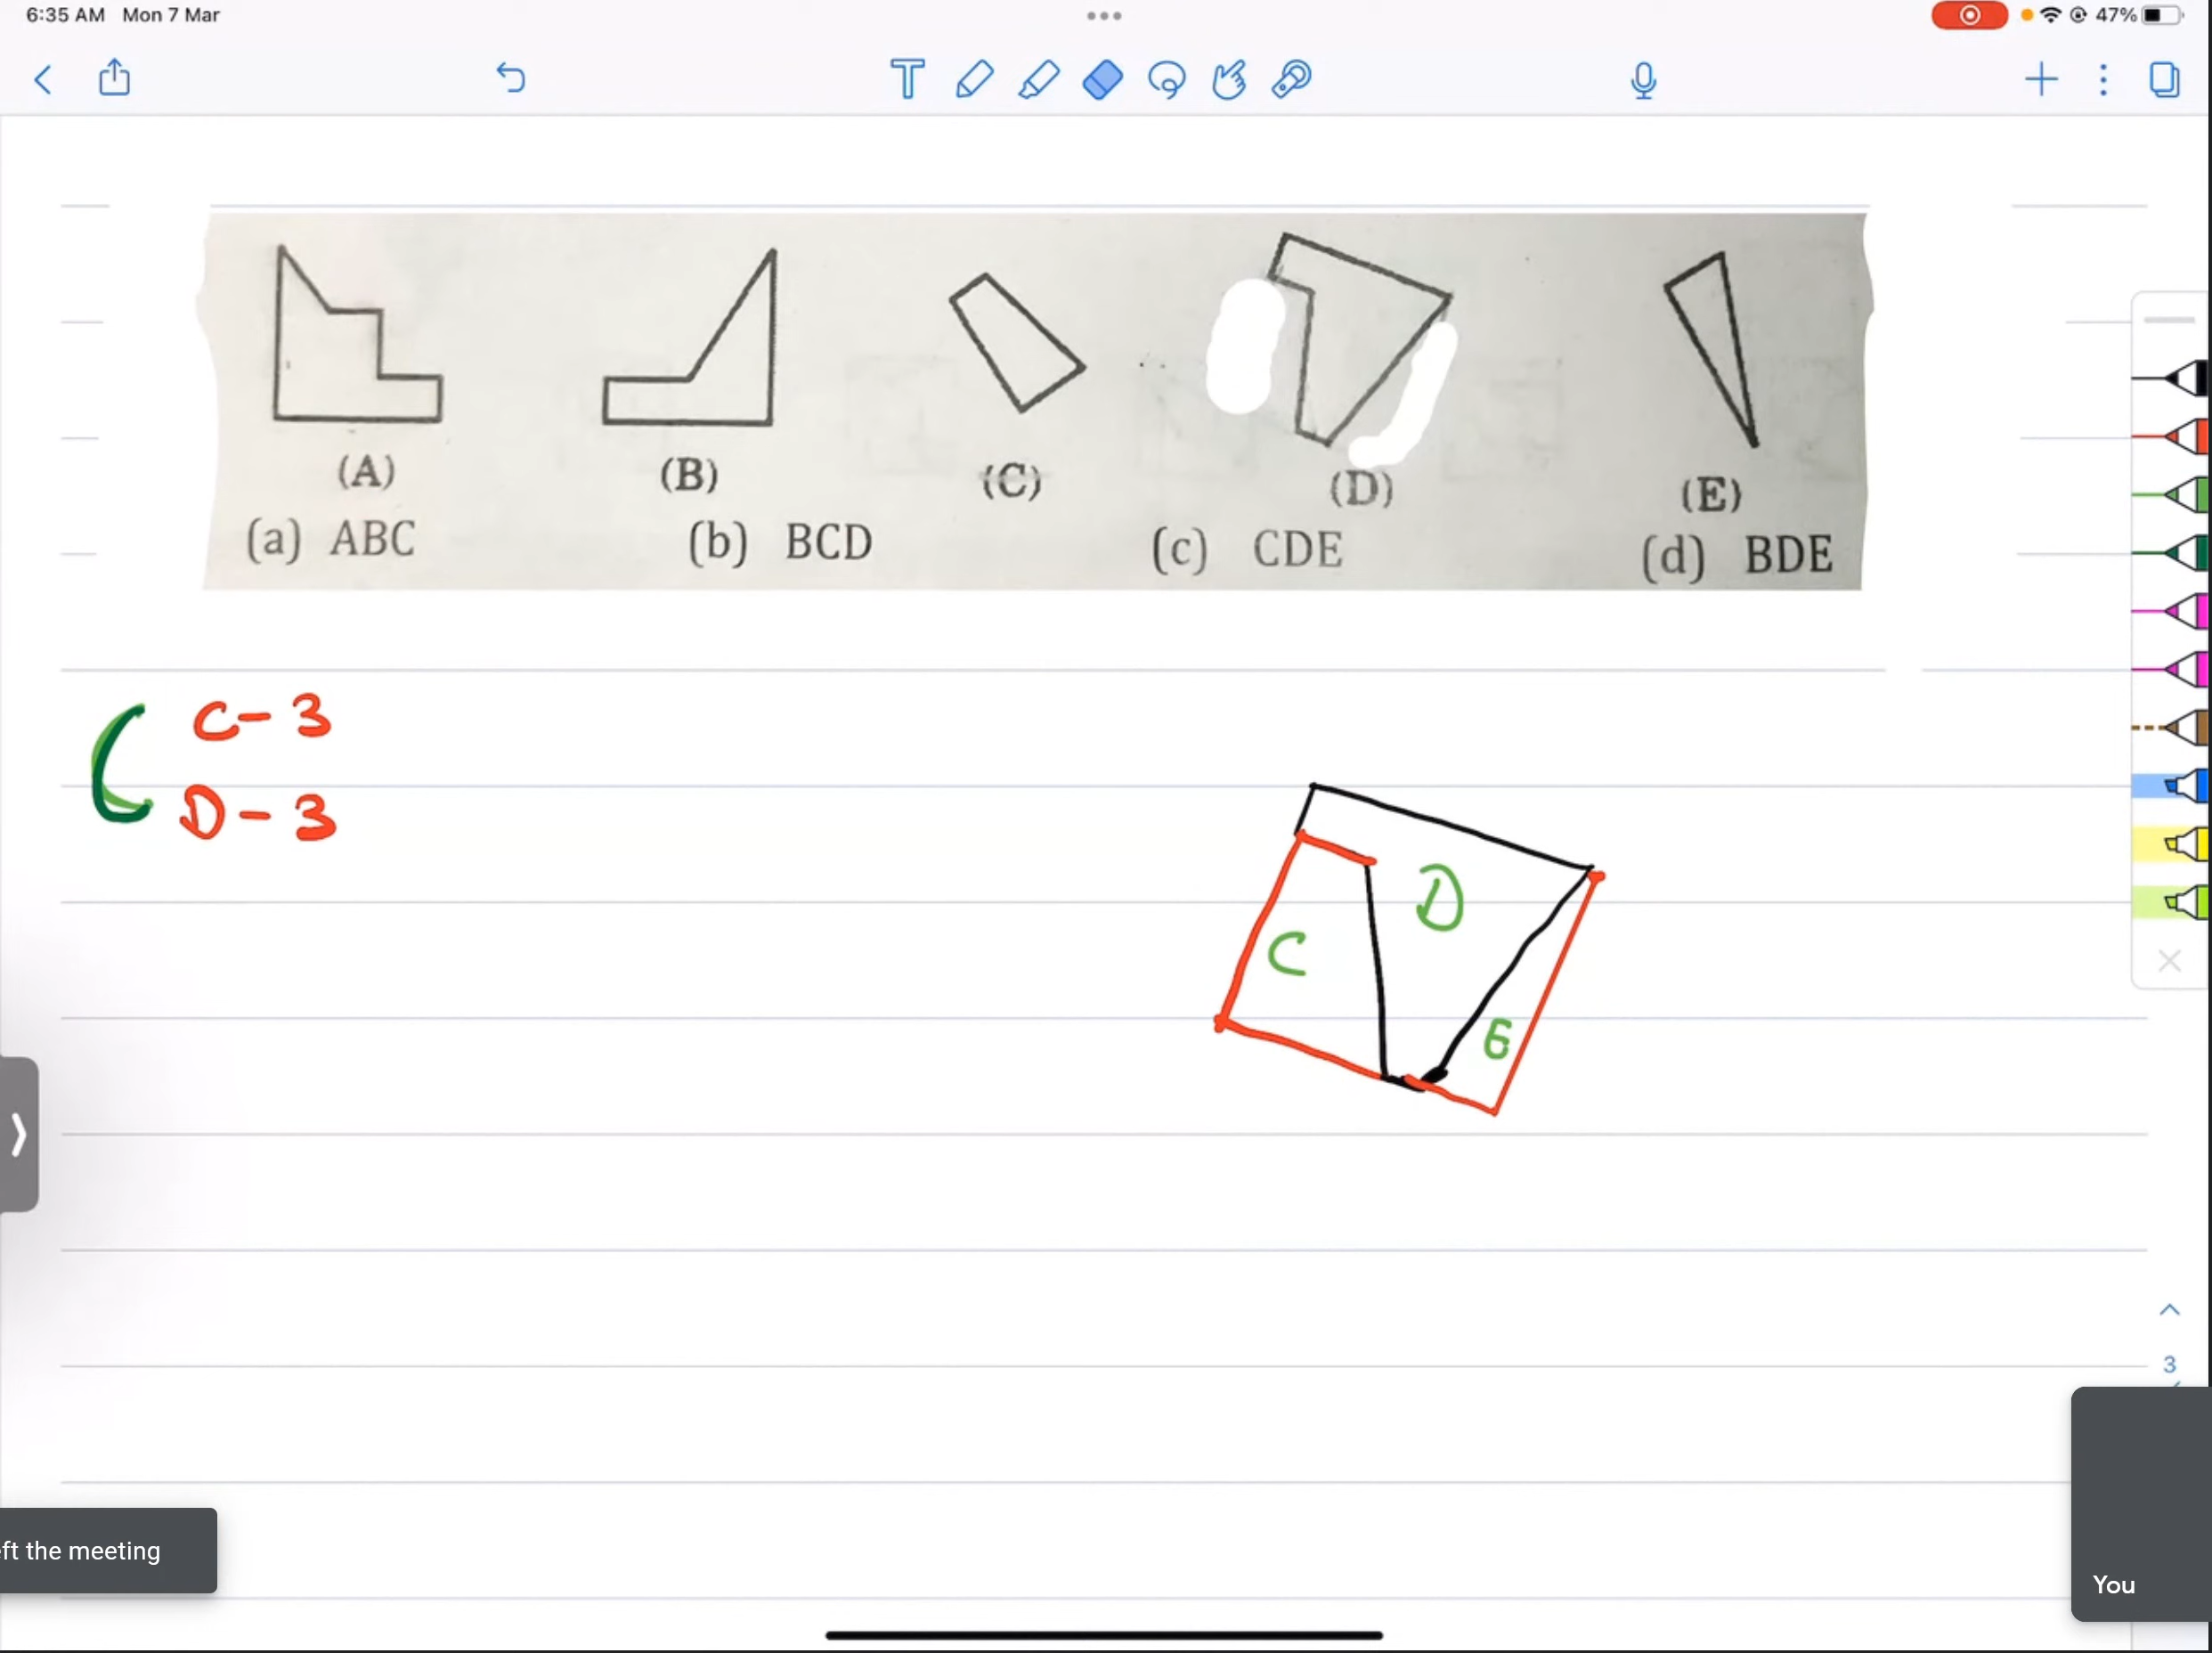 6:35 AM Mon 7 Mar
47%
T
(A) (B) (C) (D) (E)
(a) ABC (b) BCD (c) CDE (d) BDE
C-3
D-3
D
C
E
3
ft the meeting
You